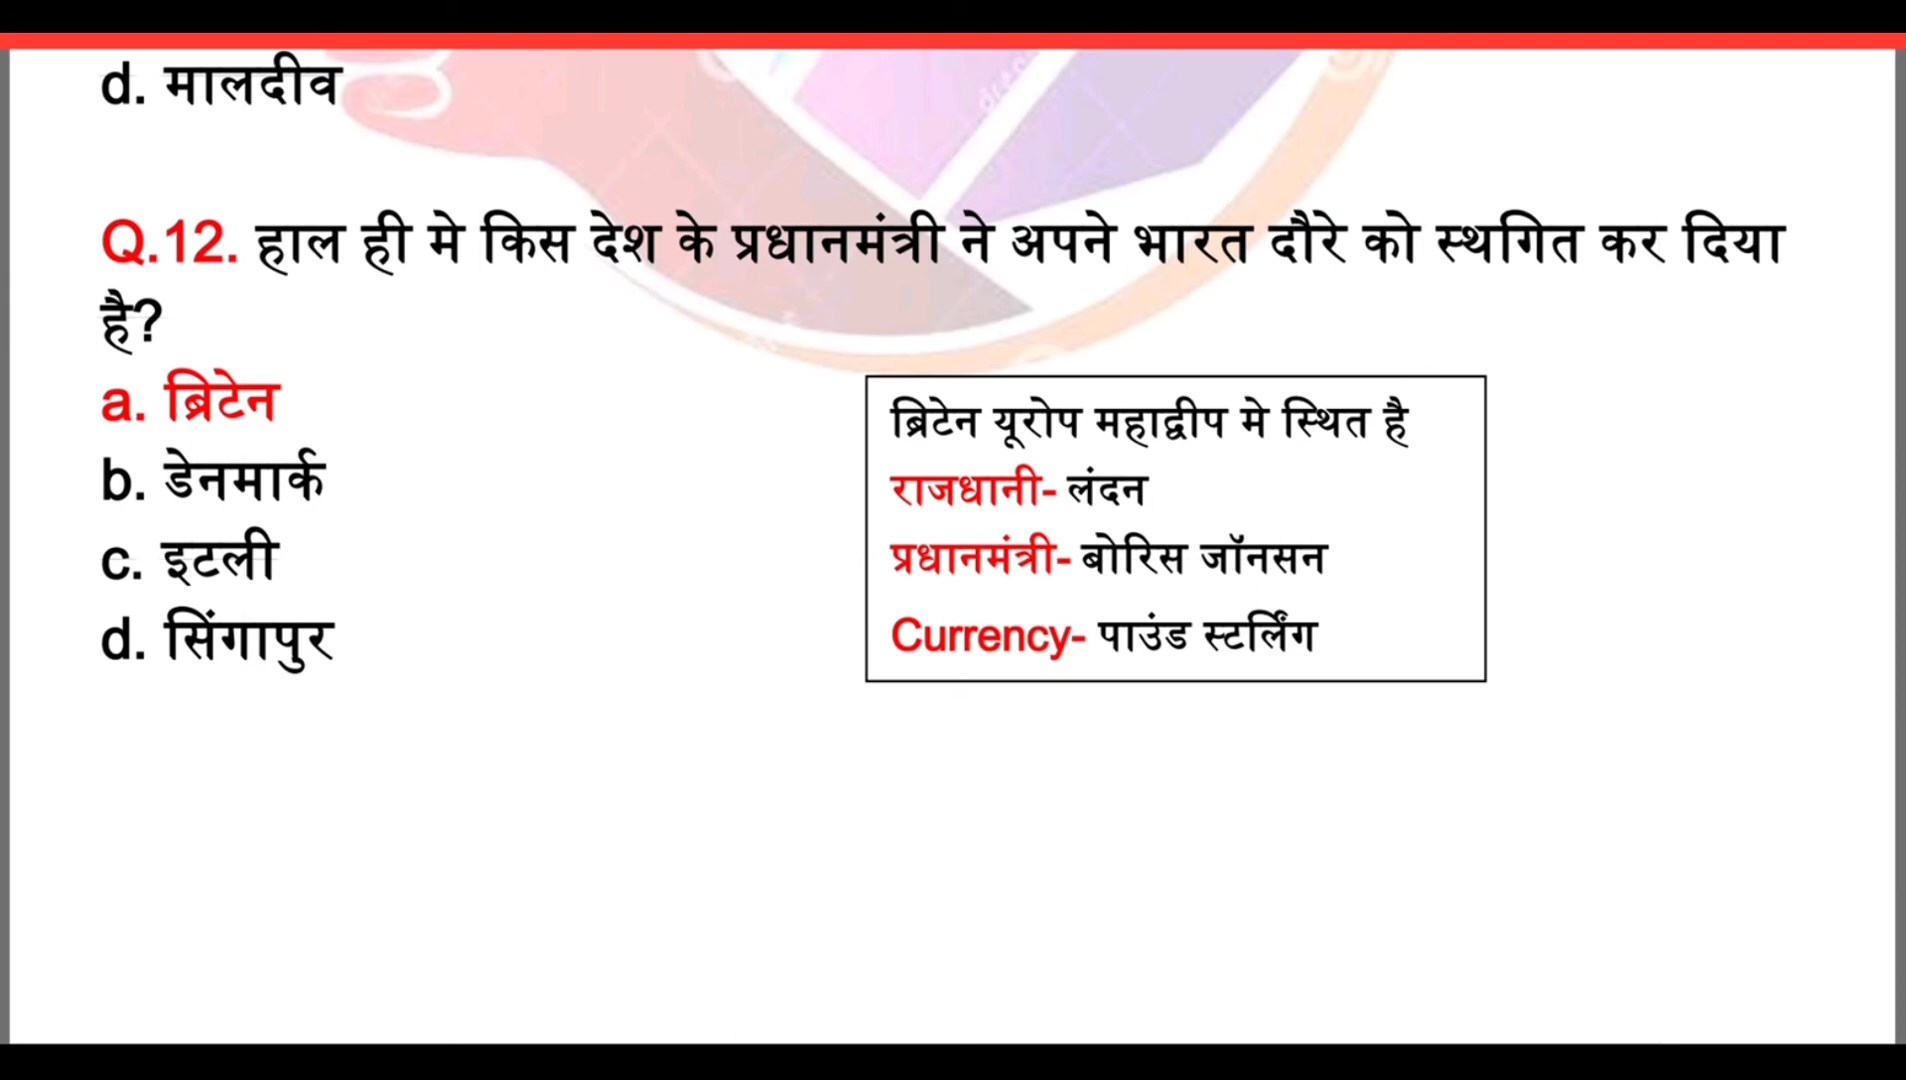 d. मालदीव
Q.12. हाल ही मे किस देश के प्रधानमंत्री ने अपने भारत दौरे को स्थगित कर दिया
है?
a. ब्रिटेन
b. डेनमार्क
c. इटली
d. सिंगापुर
ब्रिटेन यूरोप महाद्वीप मे स्थित है
राजधानी- लंदन
प्रधानमंत्री- बोरिस जॉनसन
Currency- पाउंड स्टर्लिंग